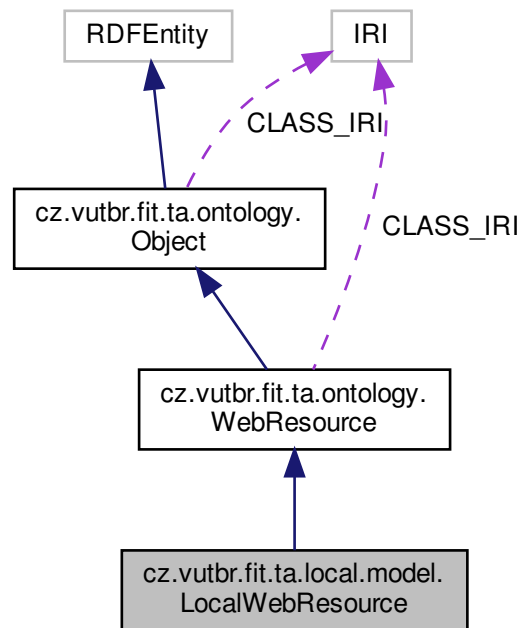 RDFEntity
IRI
CLASS_IRI
cz.vutbr.fit.ta.ontology.
Object
CLASS_IRI
cz.vutbr.fit.ta.ontology.
WebResource
cz.vutbr.fit.ta.local.model.
LocalWebResource